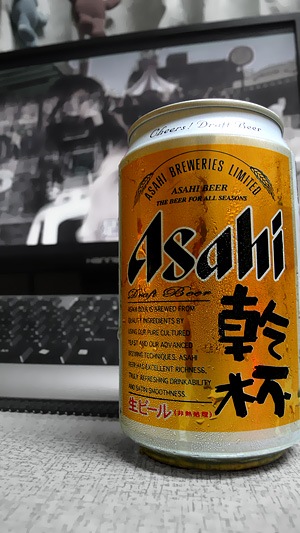 Cheers! Draft Beer
ASAHI BREWERIES LIMITED
ASAHI BEER
THE BEER FOR ALL SEASONS
Asahi
Draft Beer
ASAHI BEER IS BREWED FROM
QUALITY INGREDIENTS BY
USING OUR PURE CULTURED
YEAST AND OUR ADVANCED
BREWING TECHNIQUES. ASAHI
BEER HAS EXCELLENT RICHNESS,
TRULY REFRESHING DRINKABILITY
AND SATIN SMOOTHNESS
乾杯
生ビール(非熱処理)